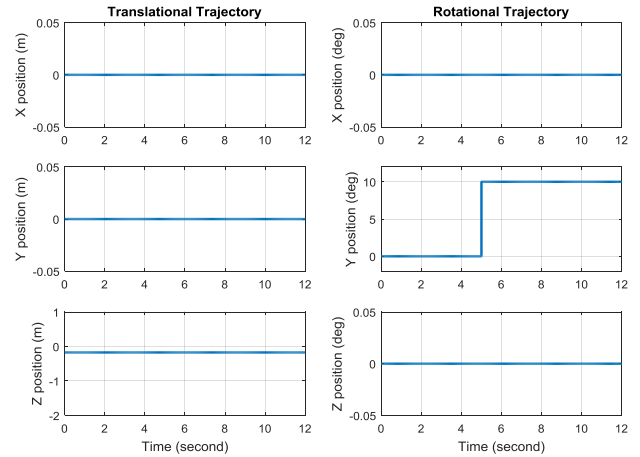 Translational Trajectory
X position (m)
0.05
0
-0.05
0 2 4 6 8 10 12
Y position (m)
0.05
0
-0.05
0 2 4 6 8 10 12
Z position (m)
1
0
-1
-2
0 2 4 6 8 10 12
Time (second)
Rotational Trajectory
X position (deg)
0.05
0
-0.05
0 2 4 6 8 10 12
Y position (deg)
10
5
0
0 2 4 6 8 10 12
Z position (deg)
0.05
0
-0.05
0 2 4 6 8 10 12
Time (second)